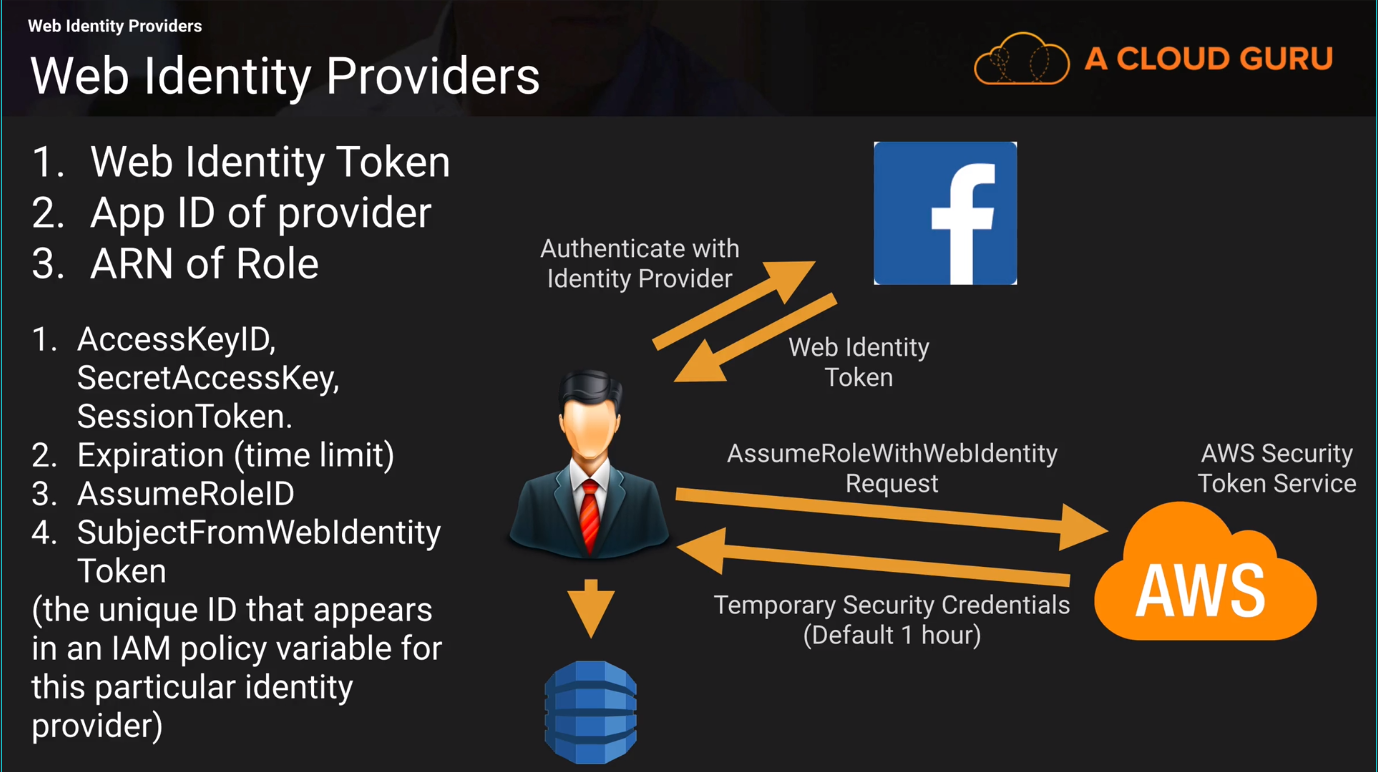 Web Identity Providers
Web Identity Providers
A CLOUD GURU
1. Web Identity Token
2. App ID of provider
3. ARN of Role
1. AccessKeyID,
SecretAccessKey,
SessionToken.
2. Expiration (time limit)
3. AssumeRoleID
4. SubjectFromWebIdentity
Token
(the unique ID that appears
in an IAM policy variable for
this particular identity
provider)
f
Authenticate with
Identity Provider
Web Identity
Token
AssumeRoleWithWebIdentity
Request
AWS Security
Token Service
AWS
Temporary Security Credentials
(Default 1 hour)